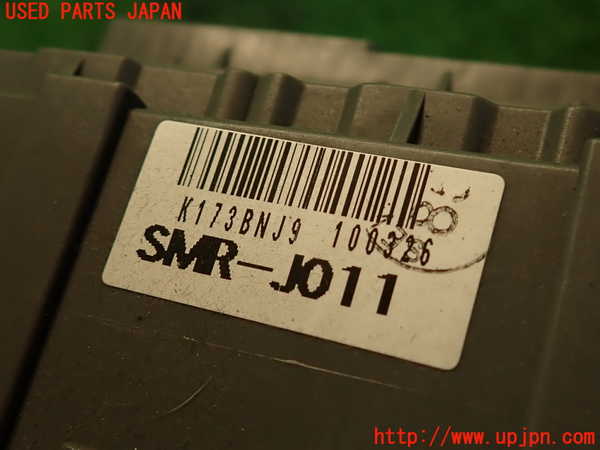 USED PARTS JAPAN
K173BNJ9 100326
SMR-J011
http://www.upjpn.com/